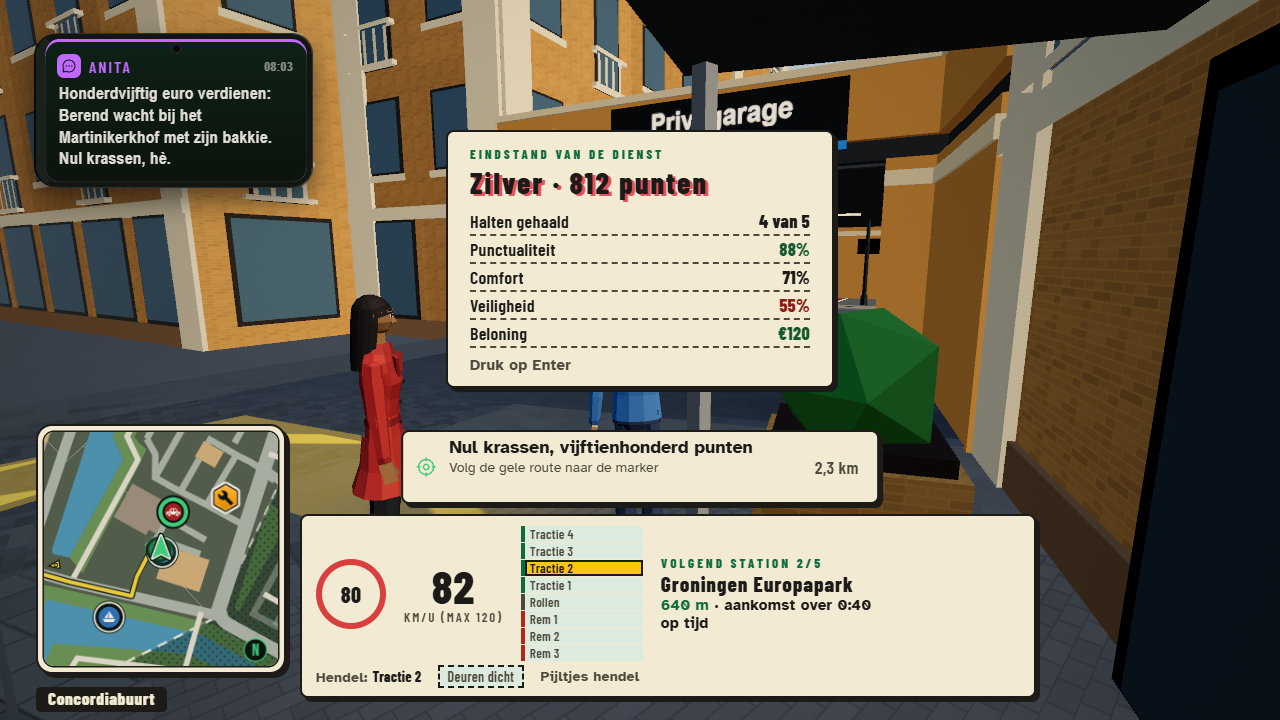 ANITA
08:03
Honderdvijftig euro verdienen:
Berend wacht bij het
Martinikerkhof met zijn bakkie.
Nul krassen, hè.
garage
EINDSTAND VAN DE DIENST
Zilver · 812 punten
Halten gehaald 4 van 5
Punctualiteit 88%
Comfort 71%
Veiligheid 55%
Beloning €120
Druk op Enter
Nul krassen, vijftienhonderd punten
Volg de gele route naar de marker
2,3 km
80
82
KM/U (MAX 120)
Tractie 4
Tractie 3
Tractie 2
Tractie 1
Rollen
Rem 1
Rem 2
Rem 3
VOLGEND STATION 2/5
Groningen Europapark
640 m · aankomst over 0:40
op tijd
Hendel: Tractie 2 Deuren dicht Pijltjes hendel
N
Concordiabuurt